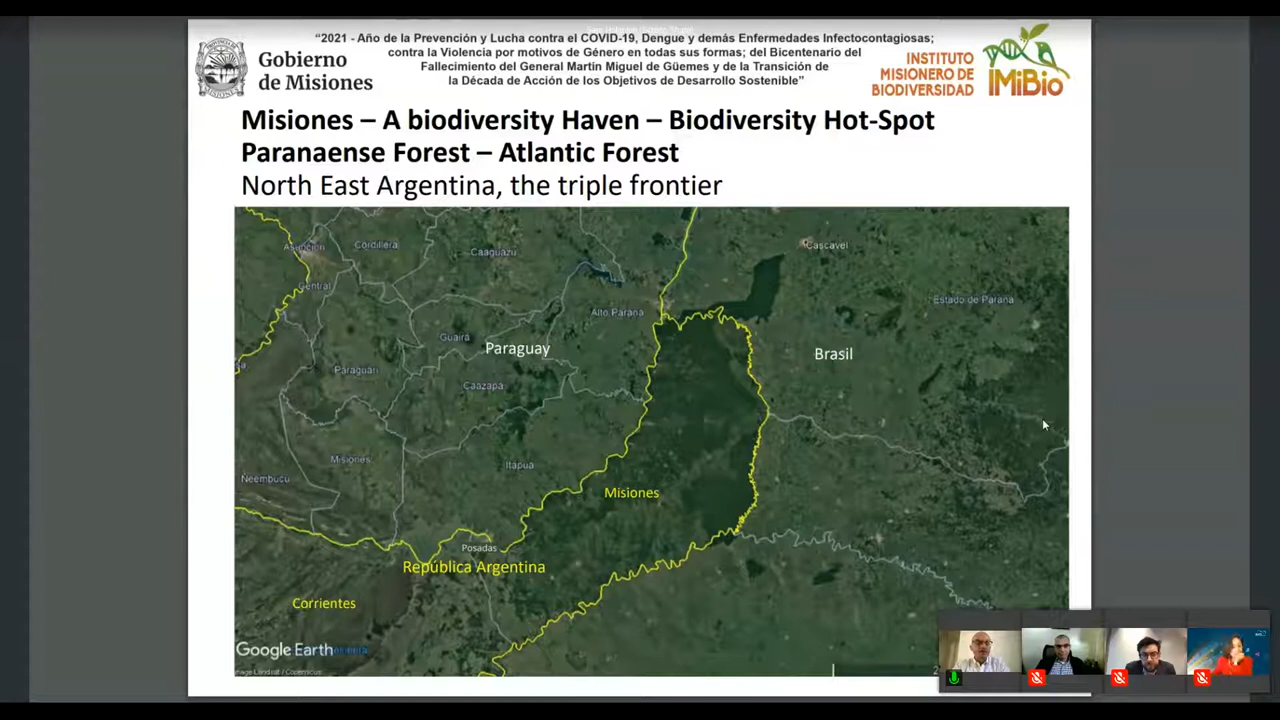 “2021 - Año de la Prevención y Lucha contra el COVID-19, Dengue y demás Enfermedades Infectocontagiosas;
contra la Violencia por motivos de Género en todas sus formas; del Bicentenario del
Fallecimiento del General Martín Miguel de Güemes y de la Transición de
la Década de Acción de los Objetivos de Desarrollo Sostenible”
Gobierno
de Misiones
INSTITUTO
MISIONERO DE
BIODIVERSIDAD
IMiBio
Misiones – A biodiversity Haven – Biodiversity Hot-Spot
Paranaense Forest – Atlantic Forest
North East Argentina, the triple frontier
Asunción
Cordillera
Caaguazú
Cascavel
Central
Alto Paraná
Estado de Paraná
Guairá
Paraguay
Brasil
Paraguarí
Caazapá
Misiones
Itapúa
Ñeembucú
Misiones
Posadas
República Argentina
Corrientes
Google Earth